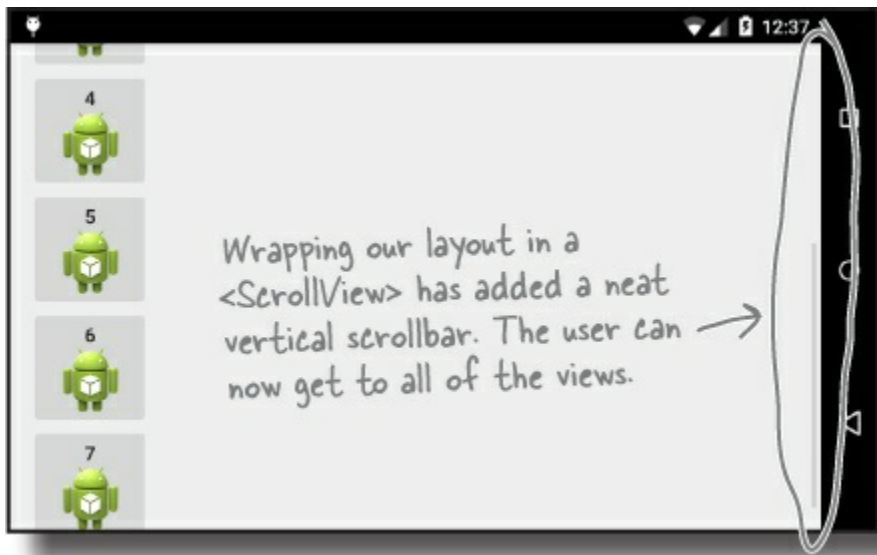 12:37
4
5
6
7
Wrapping our layout in a
<ScrollView> has added a neat
vertical scrollbar. The user can
now get to all of the views.